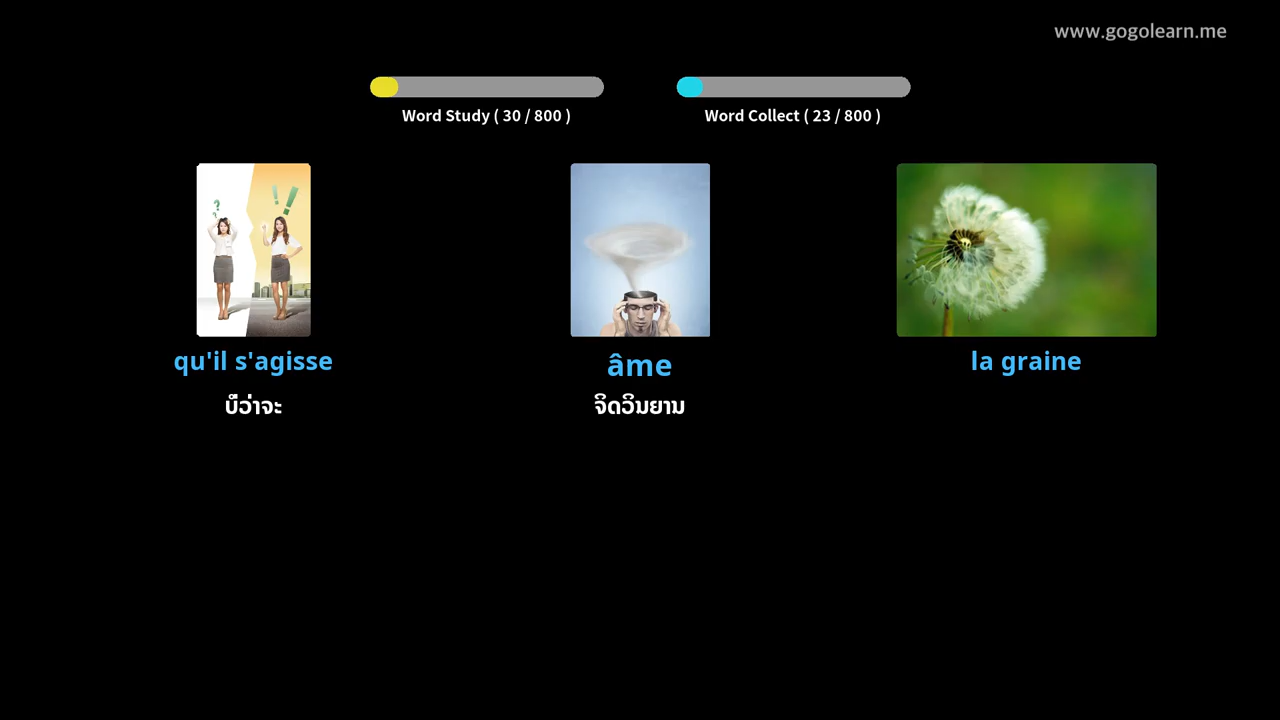 www.gogolearn.me
Word Study ( 30 / 800 )
Word Collect ( 23 / 800 )
qu'il s'agisse
âme
la graine
ບໍ່ວ່າຈະ
ຈິດວິນຍານ